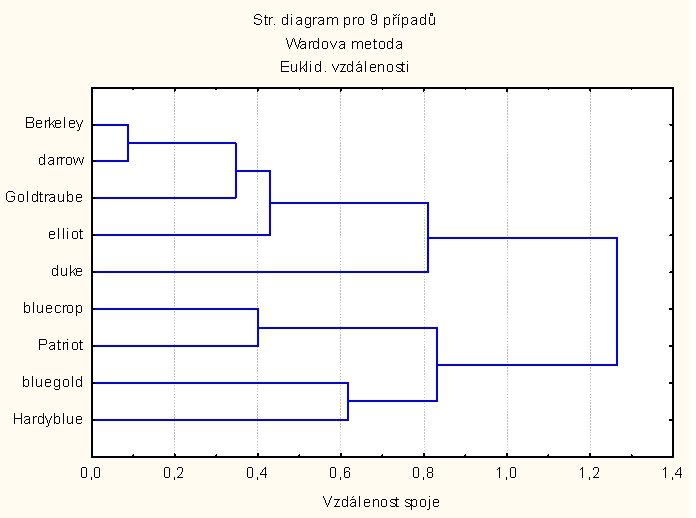 Str. diagram pro 9 případů
Wardova metoda
Euklid. vzdálenosti
Berkeley
darrow
Goldtraube
elliot
duke
bluecrop
Patriot
bluegold
Hardyblue
0,0 0,2 0,4 0,6 0,8 1,0 1,2 1,4
Vzdálenost spoje